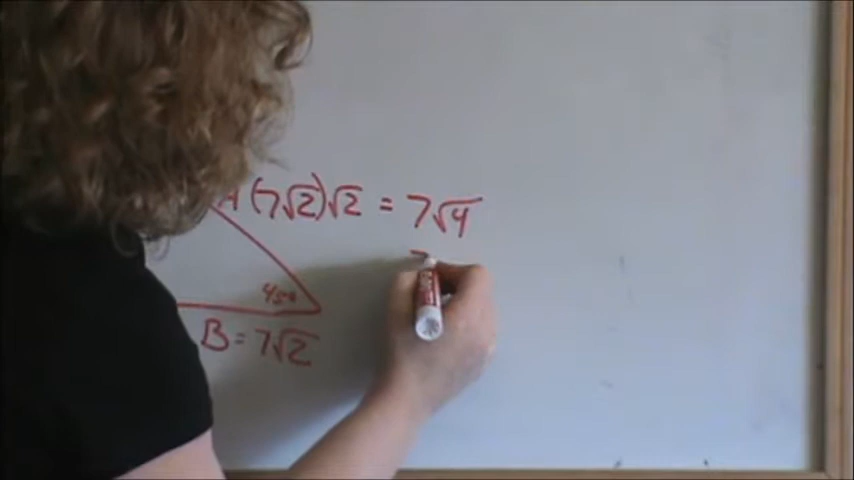 (7√2)√2 = 7√4
45°
B = 7√2